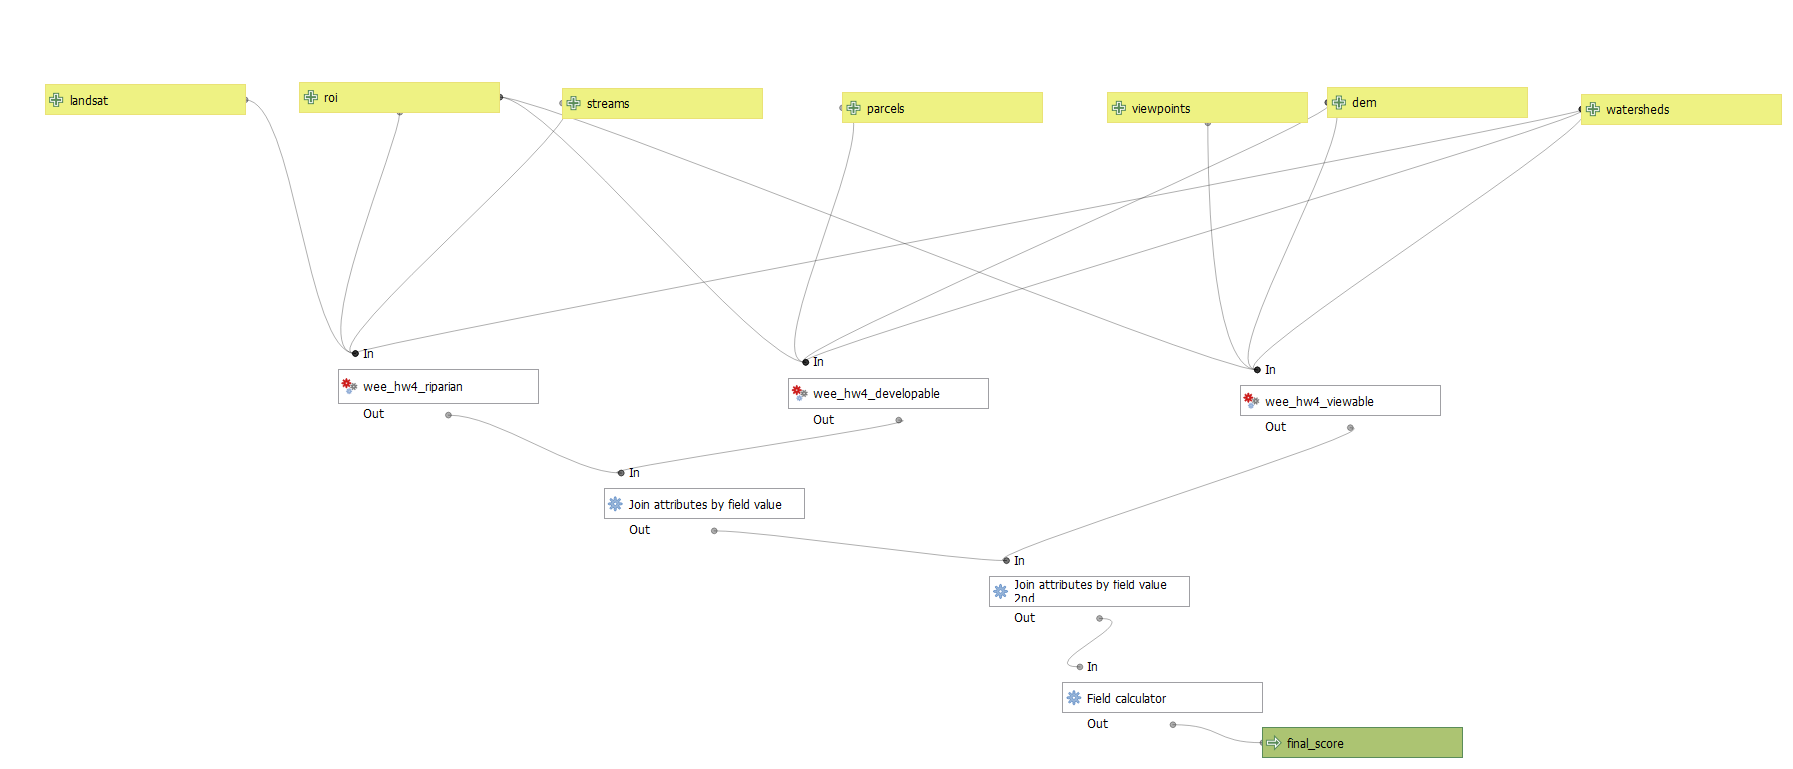 landsat
roi
streams
parcels
viewpoints
dem
watersheds
In
wee_hw4_riparian
Out
In
wee_hw4_developable
Out
In
wee_hw4_viewable
Out
In
Join attributes by field value
Out
In
Join attributes by field value
2nd
Out
In
Field calculator
Out
final_score